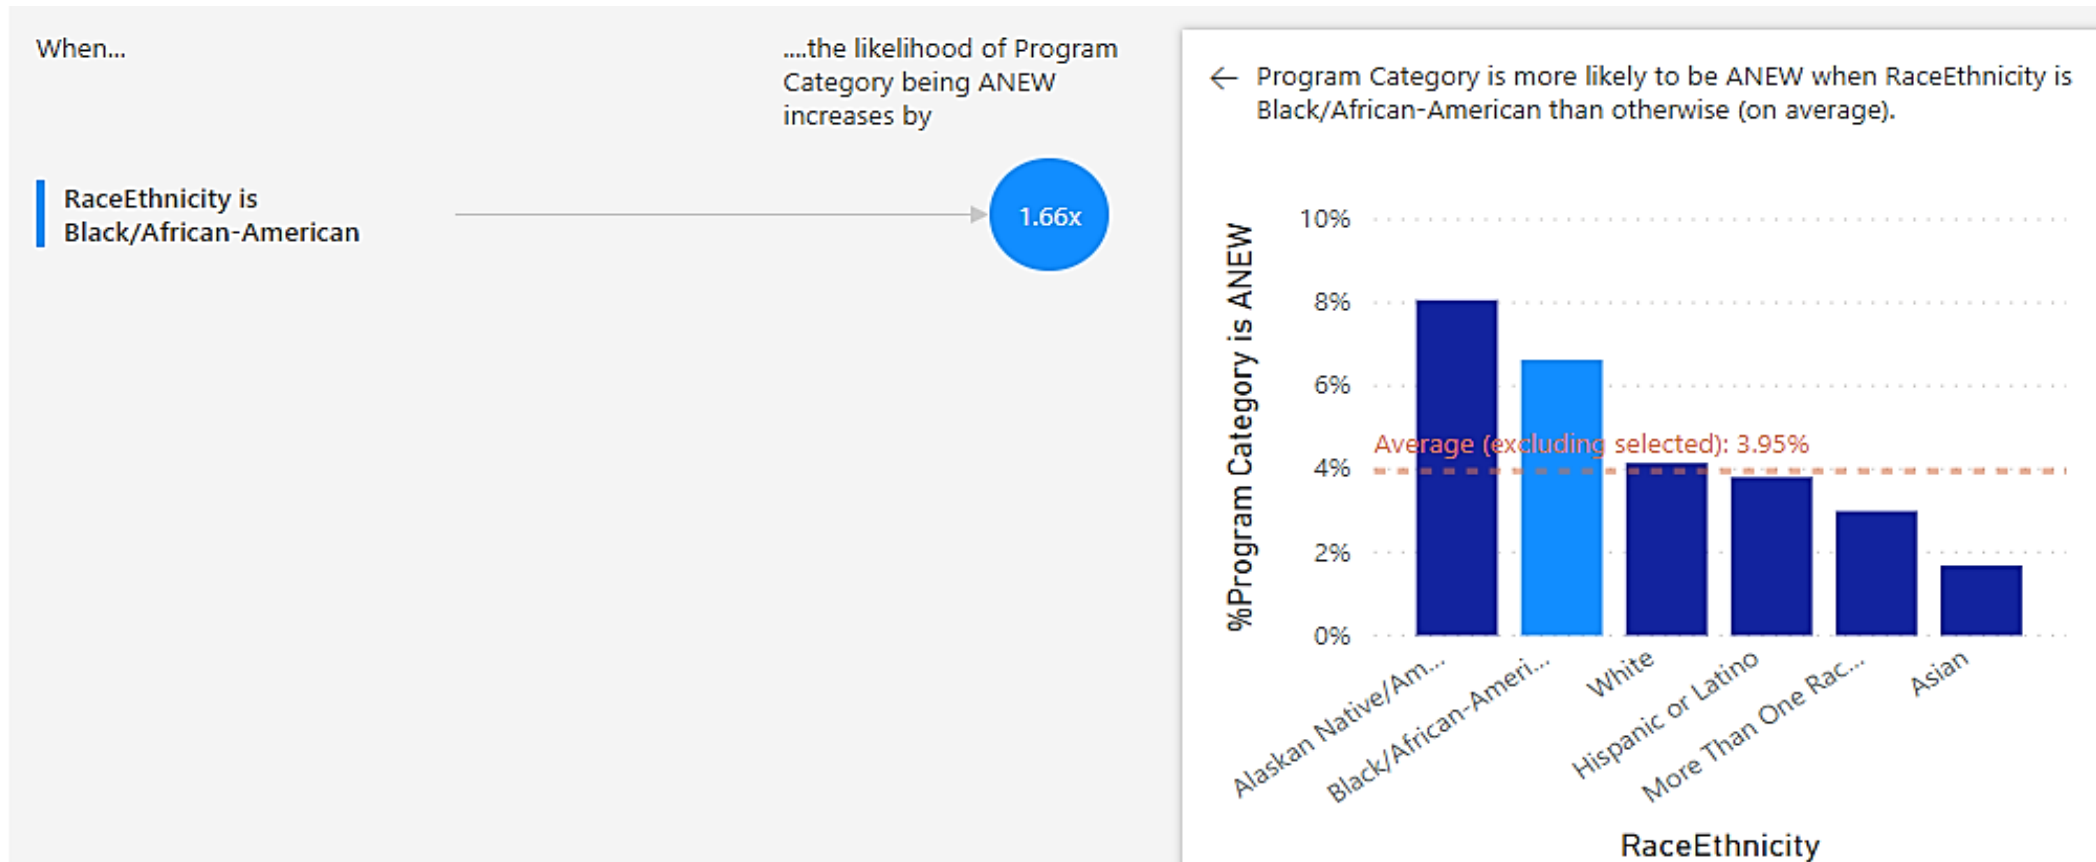 When...
....the likelihood of Program
Category being ANEW
increases by
RaceEthnicity is
Black/African-American
1.66x
← Program Category is more likely to be ANEW when RaceEthnicity is
Black/African-American than otherwise (on average).
%Program Category is ANEW
10%
8%
6%
4%
2%
0%
Average (excluding selected): 3.95%
Alaskan Native/Am...
Black/African-Ameri...
White
Hispanic or Latino
More Than One Rac...
Asian
RaceEthnicity